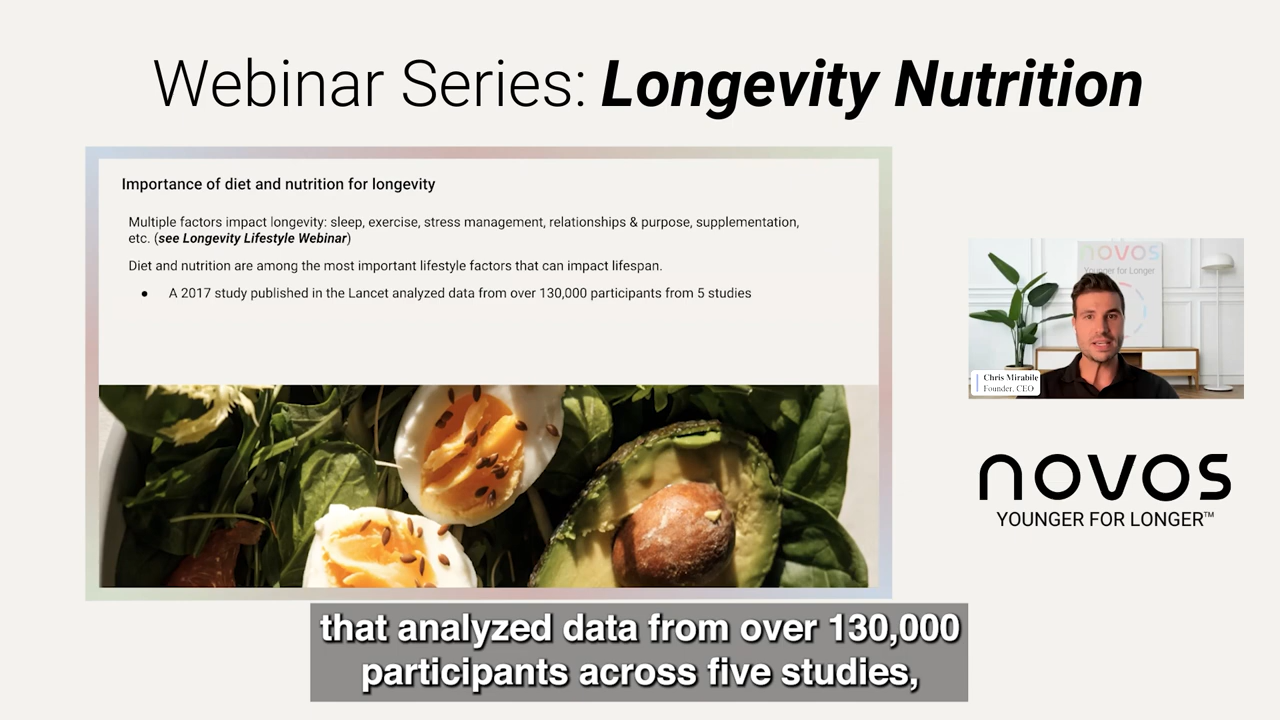 Webinar Series: Longevity Nutrition
Importance of diet and nutrition for longevity
Multiple factors impact longevity: sleep, exercise, stress management, relationships & purpose, supplementation,
etc. (see Longevity Lifestyle Webinar)
Diet and nutrition are among the most important lifestyle factors that can impact lifespan.
● A 2017 study published in the Lancet analyzed data from over 130,000 participants from 5 studies
novos
Younger for Longer
Chris Mirabile
Founder, CEO
novos
YOUNGER FOR LONGER™
that analyzed data from over 130,000
participants across five studies,